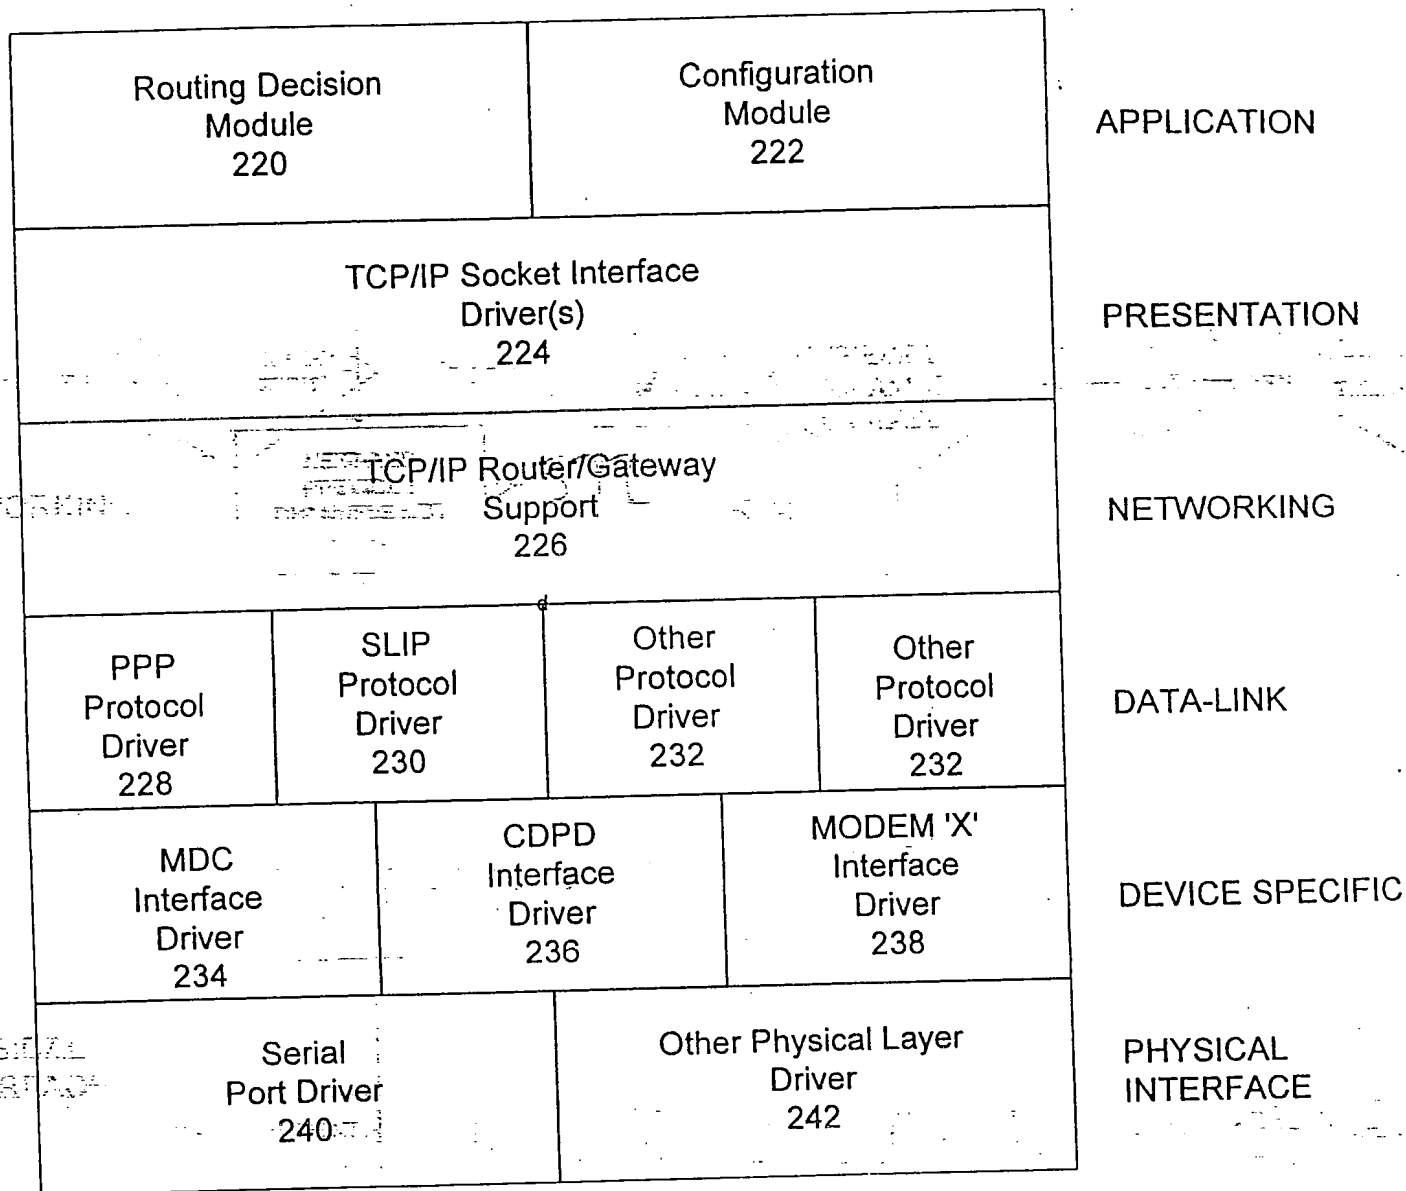 Routing Decision
Module
220
Configuration
Module
222
APPLICATION
TCP/IP Socket Interface
Driver(s)
224
PRESENTATION
TCP/IP Router/Gateway
Support
226
NETWORKING
PPP
Protocol
Driver
228
SLIP
Protocol
Driver
230
Other
Protocol
Driver
232
Other
Protocol
Driver
232
DATA-LINK
MDC
Interface
Driver
234
CDPD
Interface
Driver
236
MODEM 'X'
Interface
Driver
238
DEVICE SPECIFIC
Serial
Port Driver
240
Other Physical Layer
Driver
242
PHYSICAL
INTERFACE